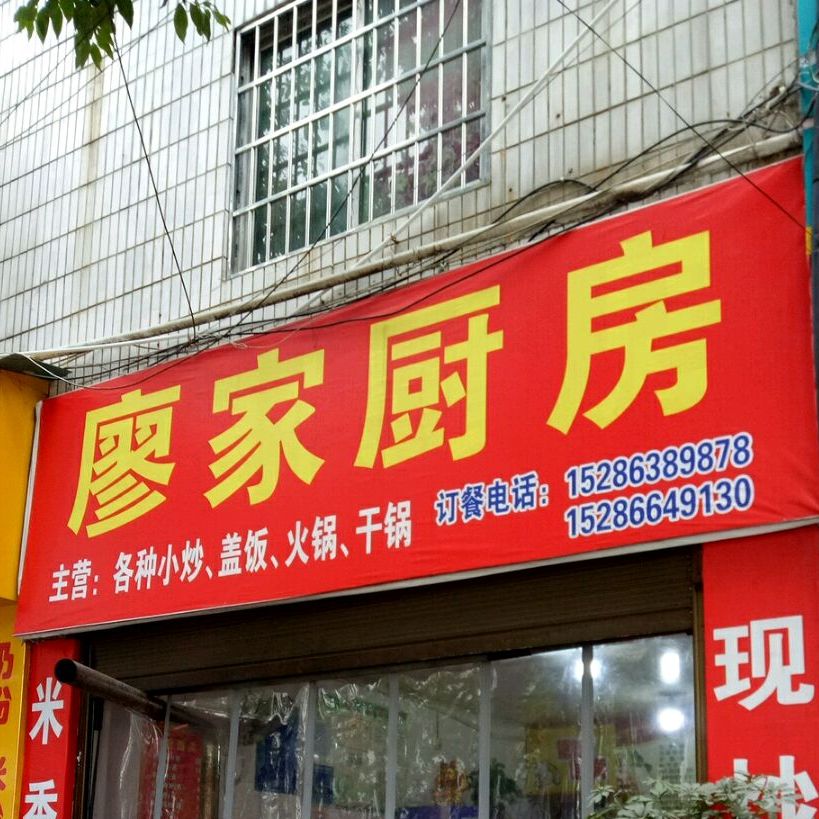 廖家厨房
主营：各种小炒、盖饭、火锅、干锅
订餐电话：15286389878
15286649130
米香
现炒